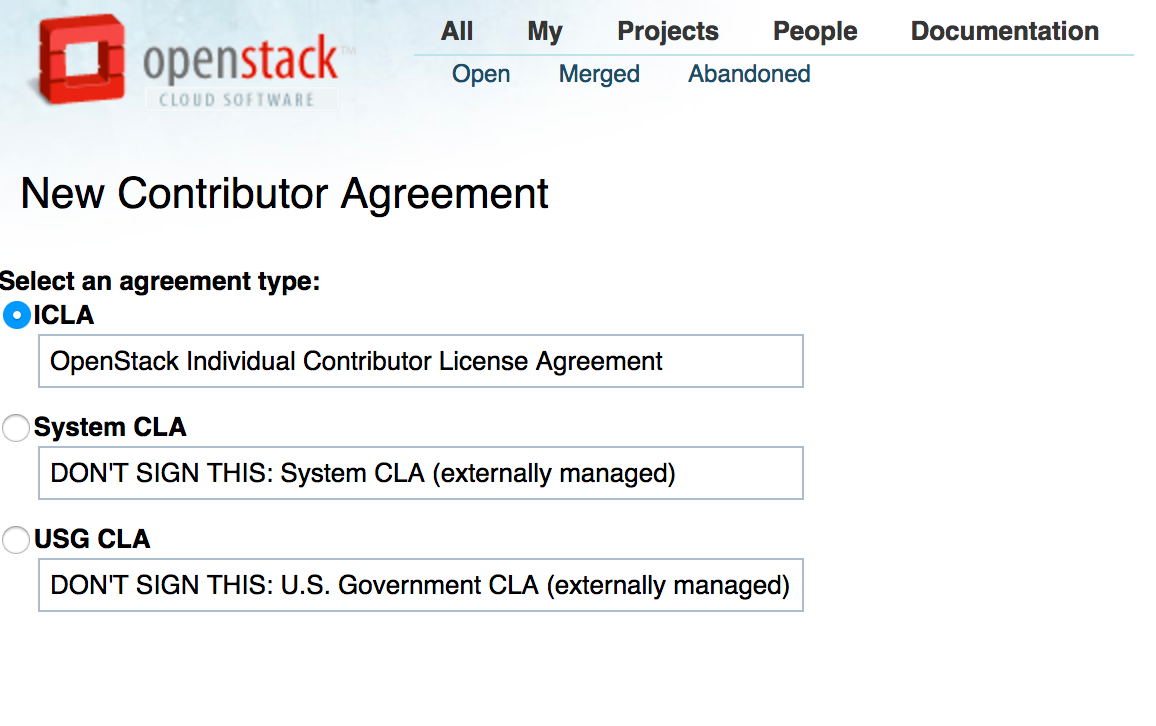 openstack™
CLOUD SOFTWARE
All My Projects People Documentation
Open Merged Abandoned
New Contributor Agreement
Select an agreement type:
ICLA
OpenStack Individual Contributor License Agreement
System CLA
DON'T SIGN THIS: System CLA (externally managed)
USG CLA
DON'T SIGN THIS: U.S. Government CLA (externally managed)